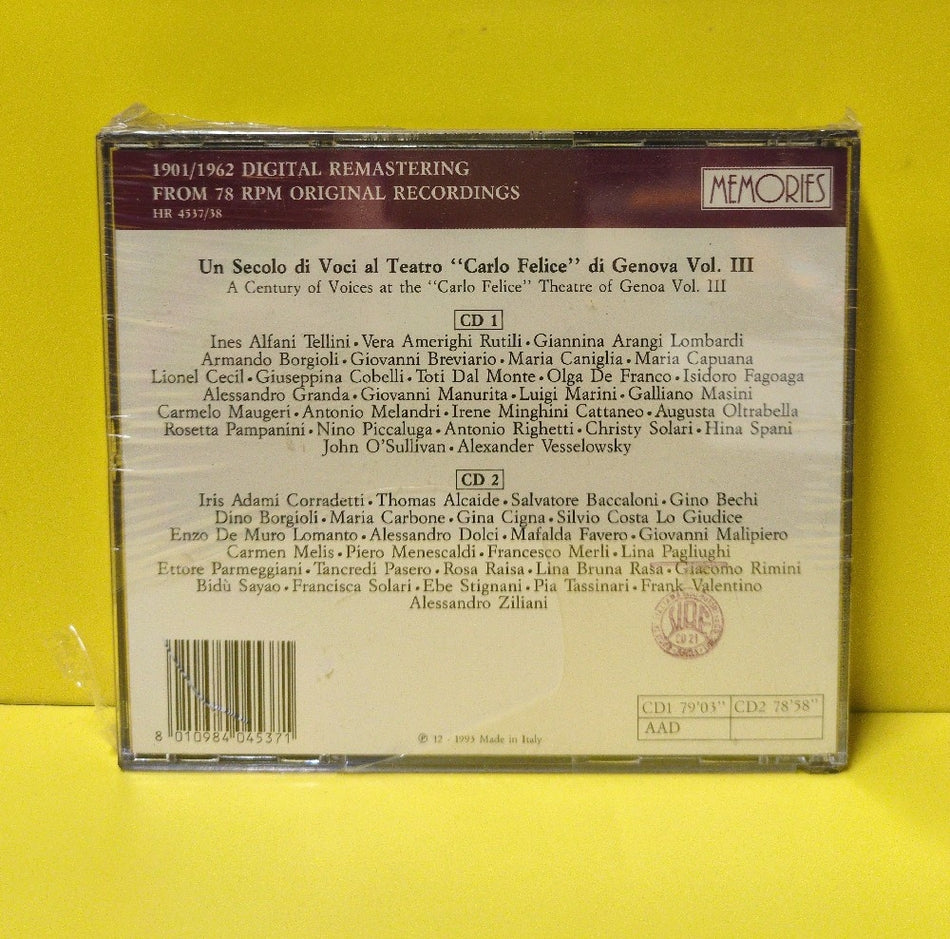 1901/1962 DIGITAL REMASTERING
FROM 78 RPM ORIGINAL RECORDINGS
HR 4537/38
MEMORIES
Un Secolo di Voci al Teatro “Carlo Felice” di Genova Vol. III
A Century of Voices at the “Carlo Felice” Theatre of Genoa Vol. III
CD 1
Ines Alfani Tellini • Vera Amerighi Rutili • Giannina Arangi Lombardi
Armando Borgioli • Giovanni Breviario • Maria Caniglia • Maria Capuana
Lionel Cecil • Giuseppina Cobelli • Toti Dal Monte • Olga De Franco • Isidoro Fagoaga
Alessandro Granda • Giovanni Manurita • Luigi Marini • Galliano Masini
Carmelo Maugeri • Antonio Melandri • Irene Minghini Cattaneo • Augusta Oltrabella
Rosetta Pampanini • Nino Piccaluga • Antonio Righetti • Christy Solari • Hina Spani
John O'Sullivan • Alexander Vesselowsky
CD 2
Iris Adami Corradetti • Thomas Alcaide • Salvatore Baccaloni • Gino Bechi
Dino Borgioli • Maria Carbone • Gina Cigna • Silvio Costa Lo Giudice
Enzo De Muro Lomanto • Alessandro Dolci • Mafalda Favero • Giovanni Malipiero
Carmen Melis • Piero Menescaldi • Francesco Merli • Lina Pagliughi
Ettore Parmeggiani • Tancredi Pasero • Rosa Raisa • Lina Bruna Rasa • Giacomo Rimini
Bidù Sayao • Francisca Solari • Ebe Stignani • Pia Tassinari • Frank Valentino
Alessandro Ziliani
CD 21
8 010984 045371
℗ 12 - 1993 Made in Italy
CD1 79'03" CD2 78'58"
AAD